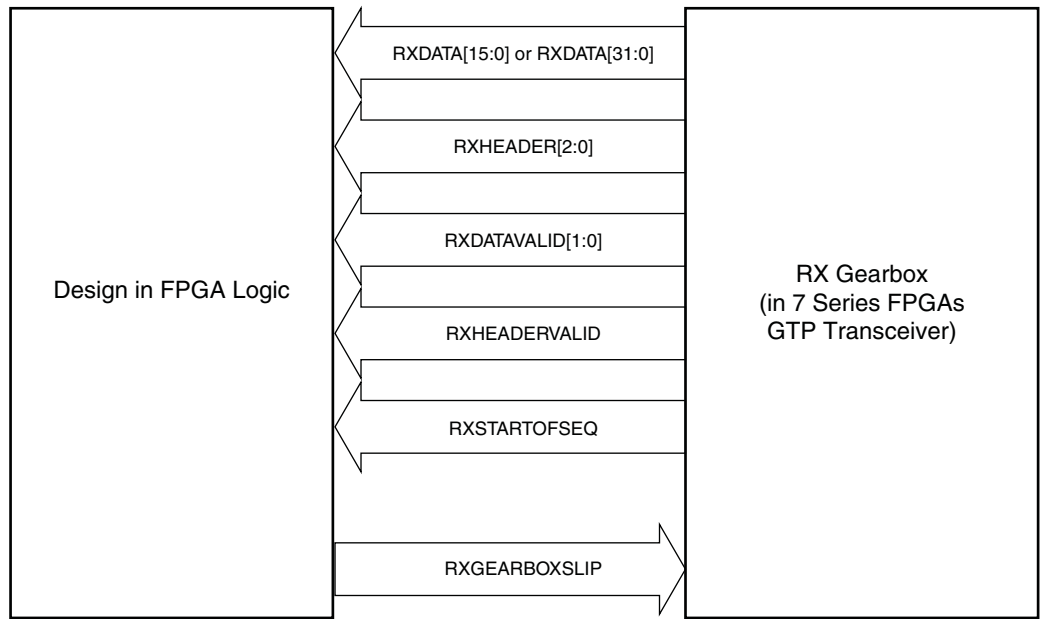 RXDATA[15:0] or RXDATA[31:0]
RXHEADER[2:0]
RXDATAVALID[1:0]
Design in FPGA Logic
RX Gearbox
(in 7 Series FPGAs
GTP Transceiver)
RXHEADERVALID
RXSTARTOFSEQ
RXGEARBOXSLIP